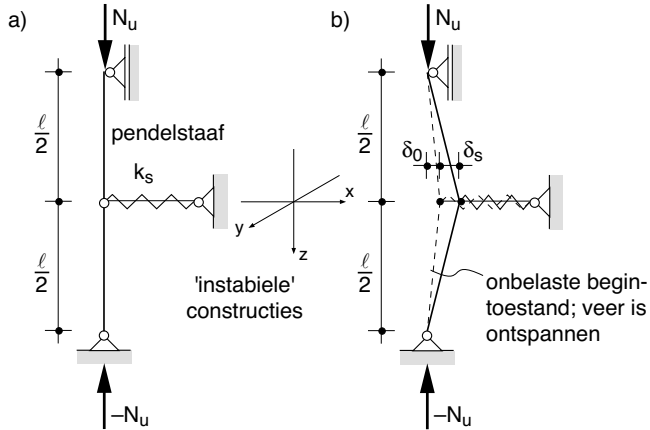 a)
N_u
ℓ/2
pendelstaaf
k_s
ℓ/2
–N_u
x
y
z
'instabiele'
constructies
b)
N_u
ℓ/2
δ_0
δ_s
ℓ/2
onbelaste begin-
toestand; veer is
ontspannen
–N_u